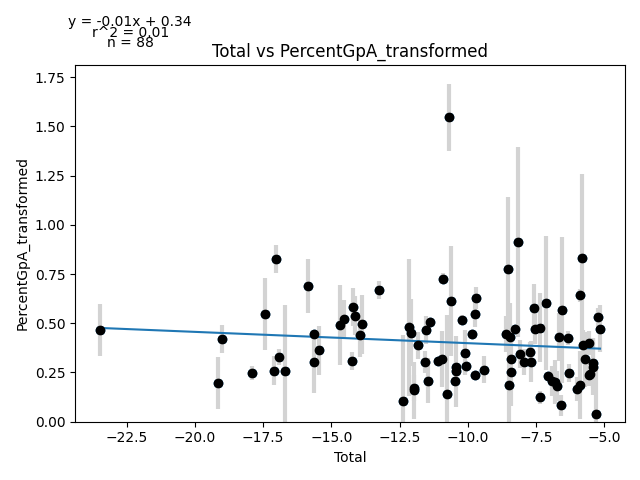 y = -0.01x + 0.34
r^2 = 0.01
n = 88
Total vs PercentGpA_transformed
1.75
1.50
1.25
1.00
0.75
0.50
0.25
0.00
PercentGpA_transformed
−22.5 −20.0 −17.5 −15.0 −12.5 −10.0 −7.5 −5.0
Total